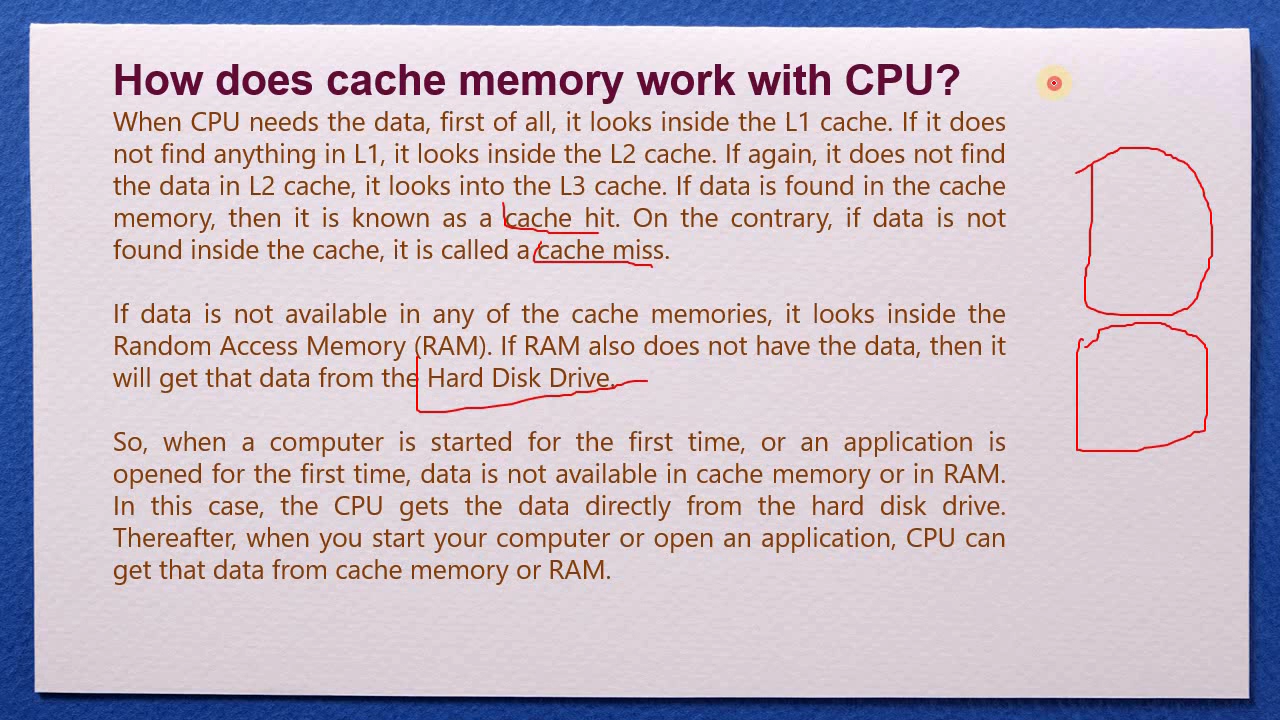 How does cache memory work with CPU?
When CPU needs the data, first of all, it looks inside the L1 cache. If it does
not find anything in L1, it looks inside the L2 cache. If again, it does not find
the data in L2 cache, it looks into the L3 cache. If data is found in the cache
memory, then it is known as a cache hit. On the contrary, if data is not
found inside the cache, it is called a cache miss.
If data is not available in any of the cache memories, it looks inside the
Random Access Memory (RAM). If RAM also does not have the data, then it
will get that data from the Hard Disk Drive.
So, when a computer is started for the first time, or an application is
opened for the first time, data is not available in cache memory or in RAM.
In this case, the CPU gets the data directly from the hard disk drive.
Thereafter, when you start your computer or open an application, CPU can
get that data from cache memory or RAM.